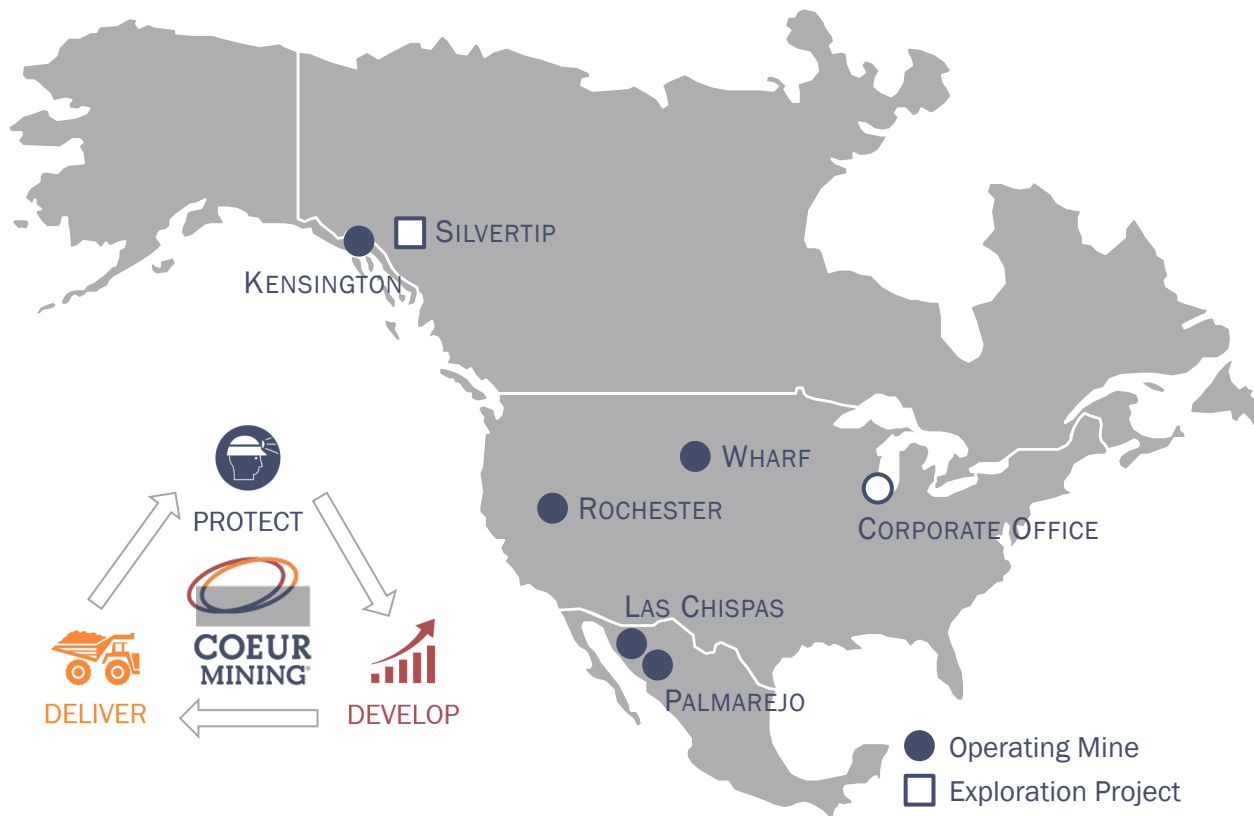 SILVERTIP
KENSINGTON
WHARF
ROCHESTER
CORPORATE OFFICE
LAS CHISPAS
PALMAREJO
PROTECT
COEUR
MINING®
DELIVER
DEVELOP
Operating Mine
Exploration Project